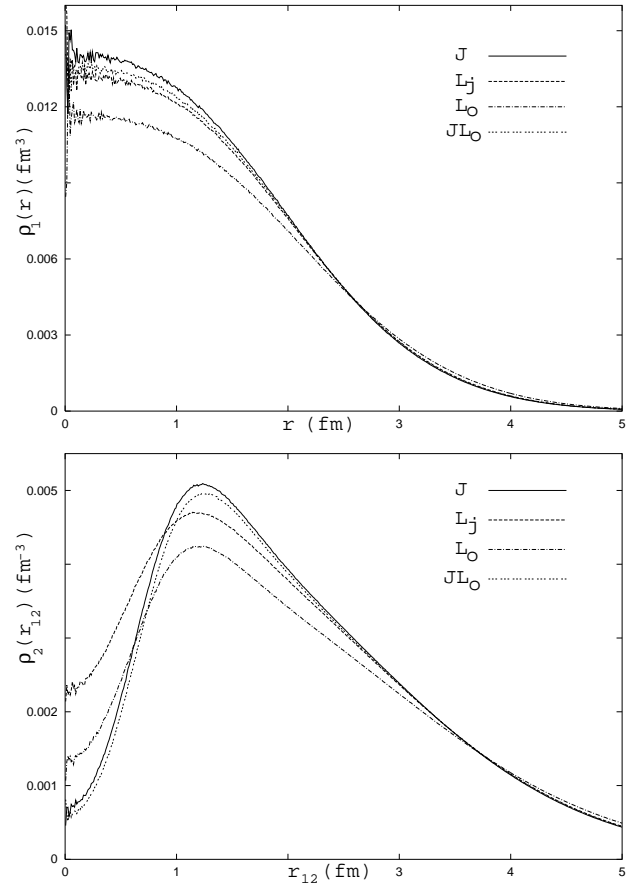 0.015
0.012
0.006
0.003
0
ρ₁(r)(fm⁻³)
J
Lj
Lo
JLo
0 1 2 3 4 5
r (fm)
0.005
0.002
0.001
0
ρ₂(r₁₂)(fm⁻³)
J
Lj
Lo
JLo
0 1 2 3 4 5
r₁₂(fm)